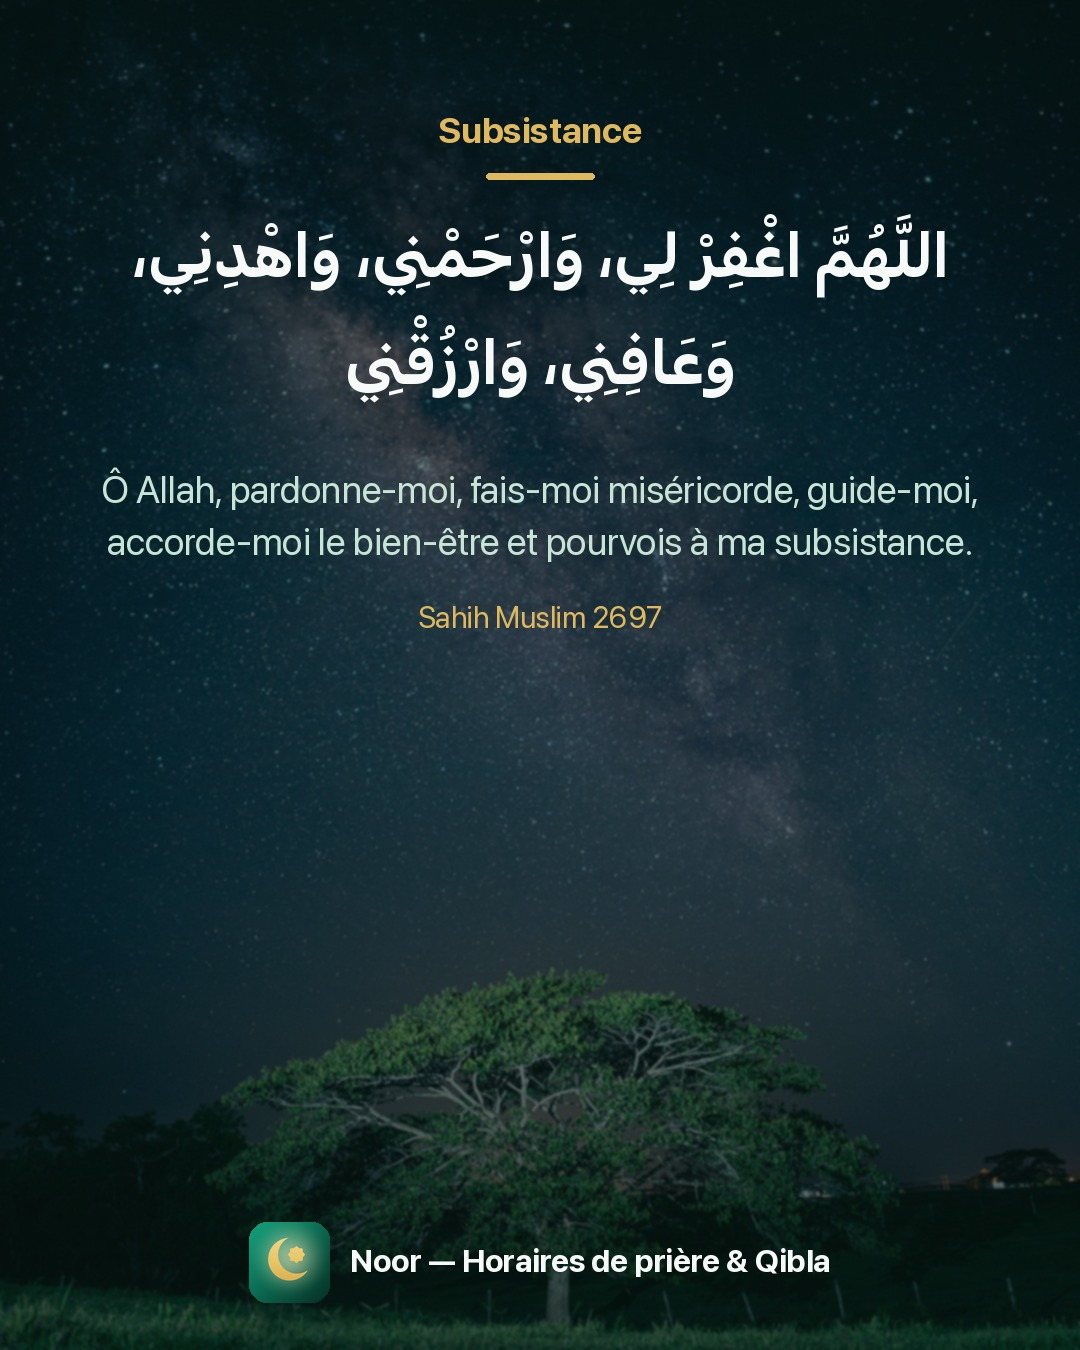 Subsistance
اللَّهُمَّ اغْفِرْ لِي، وَارْحَمْنِي، وَاهْدِنِي،
وَعَافِنِي، وَارْزُقْنِي
Ô Allah, pardonne-moi, fais-moi miséricorde, guide-moi,
accorde-moi le bien-être et pourvois à ma subsistance.
Sahih Muslim 2697
Noor — Horaires de prière & Qibla